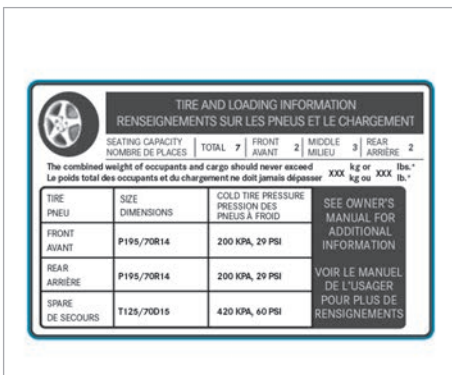 TIRE AND LOADING INFORMATION
RENSEIGNEMENTS SUR LES PNEUS ET LE CHARGEMENT
SEATING CAPACITY
NOMBRE DE PLACES
TOTAL 7
FRONT
AVANT
2
MIDDLE
MILIEU
3
REAR
ARRIÈRE
2
The combined weight of occupants and cargo should never exceed XXX kg or XXX lbs.*
Le poids total des occupants et du chargement ne doit jamais dépasser kg ou lb.*
TIRE
PNEU
SIZE
DIMENSIONS
COLD TIRE PRESSURE
PRESSION DES
PNEUS À FROID
FRONT
AVANT
P195/70R14
200 KPA, 29 PSI
REAR
ARRIÈRE
P195/70R14
200 KPA, 29 PSI
SPARE
DE SECOURS
T125/70D15
420 KPA, 60 PSI
SEE OWNER'S
MANUAL FOR
ADDITIONAL
INFORMATION
VOIR LE MANUEL
DE L'USAGER
POUR PLUS DE
RENSIGNEMENTS